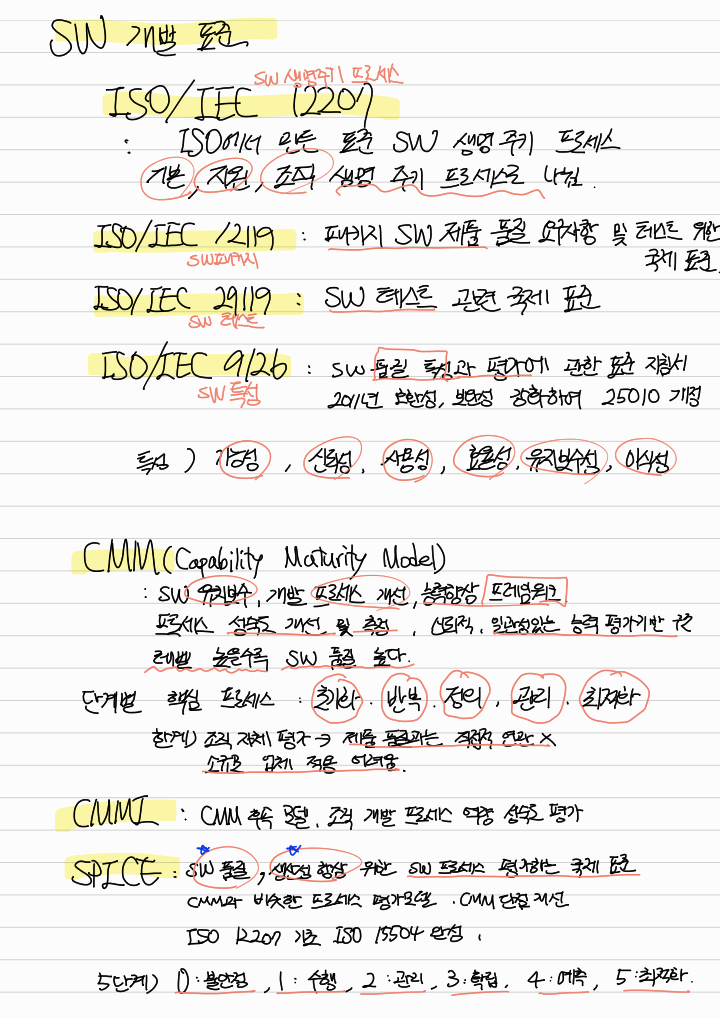 SW 개발 표준
SW 생명주기 프로세스
ISO/IEC 12207
: ISO에서 만든 표준 SW 생명 주기 프로세스
기본, 지원, 조직 생명 주기 프로세스로 나뉨.
ISO/IEC 12119 : 패키지 SW 제품 품질 요구사항 및 테스트 위한
SW패키지
국제 표준.
ISO/IEC 29119 : SW 테스트 관련 국제 표준
SW 테스트
ISO/IEC 9126 : SW 품질 특성과 평가에 관한 표준 지침서
SW 특성
2011년 호환성, 보안성 강화하여 25010 개정
특성 ) 기능성, 신뢰성, 사용성, 효율성, 유지보수성, 이식성
CMM(Capability Maturity Model)
: SW 유지보수, 개발 프로세스 개선, 능력향상 프레임워크
프로세스 성숙도 개선 및 측정, 신뢰적, 일관성있는 능력 평가기반 구축
레벨 높을수록 SW 품질 높다.
단계별 핵심 프로세스 : 초기화. 반복. 정의, 관리. 최적화
한계) 조직 자체 평가 → 제품 품질과는 직접적 연관 X
소규모 업체 적용 어려움.
CMMI : CMM 후속 모델, 조직 개발 프로세스 역량 성숙도 평가
SPICE : SW 품질, 생산성 향상 위한 SW 프로세스 평가하는 국제 표준
CMM과 비슷한 프로세스 평가모델. CMM 단점 개선
ISO 12207 기초 ISO 15504 완성.
5단계) 0:불안정, 1:수행, 2:관리, 3:확립, 4:예측, 5:최적화.